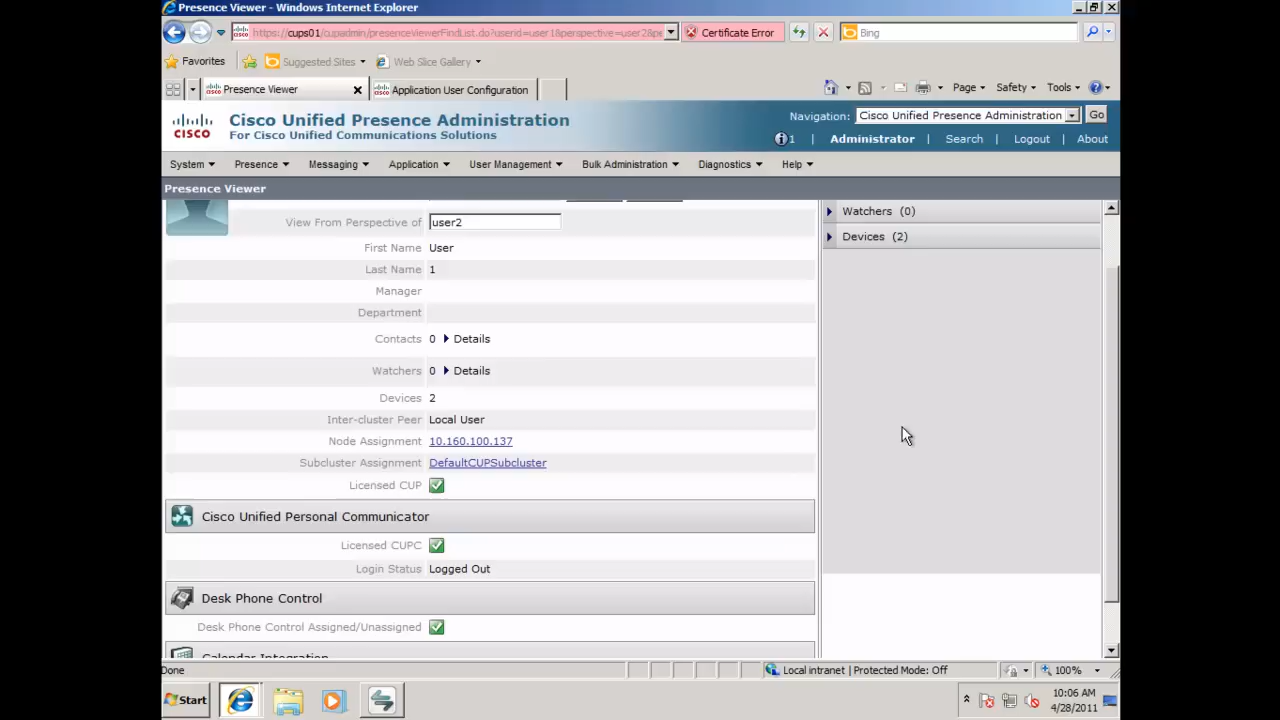 Presence Viewer - Windows Internet Explorer
https://cups01/cupadmin/presenceViewerFindList.do?userid=user1&perspective=user2&p
Certificate Error
Bing
Favorites
Suggested Sites
Web Slice Gallery
Presence Viewer
Application User Configuration
Page
Safety
Tools
CISCO
Cisco Unified Presence Administration
For Cisco Unified Communications Solutions
Navigation: Cisco Unified Presence Administration Go
1 | Administrator | Search | Logout | About
System Presence Messaging Application User Management Bulk Administration Diagnostics Help
Presence Viewer
View From Perspective of user2
First Name User
Last Name 1
Manager
Department
Contacts 0 Details
Watchers 0 Details
Devices 2
Inter-cluster Peer Local User
Node Assignment 10.160.100.137
Subcluster Assignment DefaultCUPSubcluster
Licensed CUP
Cisco Unified Personal Communicator
Licensed CUPC
Login Status Logged Out
Desk Phone Control
Desk Phone Control Assigned/Unassigned
Calendar Integration
Watchers (0)
Devices (2)
Done
Local intranet | Protected Mode: Off
100%
Start
10:06 AM
4/28/2011